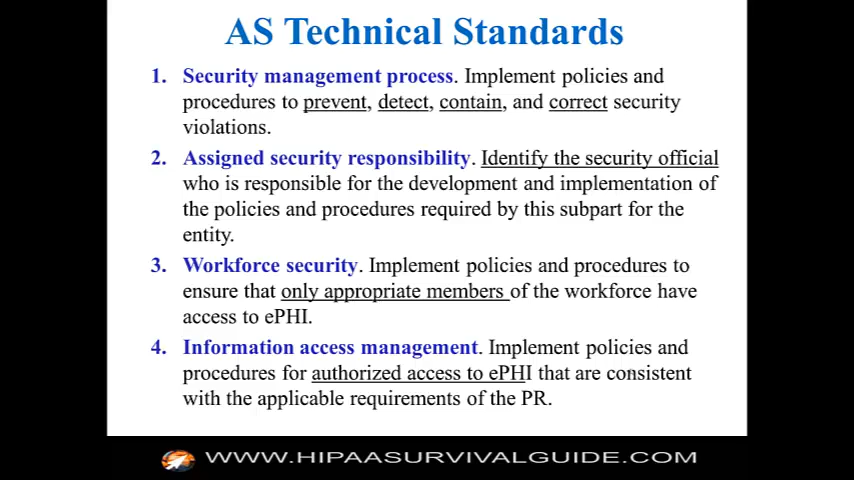 AS Technical Standards
1. Security management process. Implement policies and
procedures to prevent, detect, contain, and correct security
violations.
2. Assigned security responsibility. Identify the security official
who is responsible for the development and implementation of
the policies and procedures required by this subpart for the
entity.
3. Workforce security. Implement policies and procedures to
ensure that only appropriate members of the workforce have
access to ePHI.
4. Information access management. Implement policies and
procedures for authorized access to ePHI that are consistent
with the applicable requirements of the PR.
WWW.HIPAASURVIVALGUIDE.COM